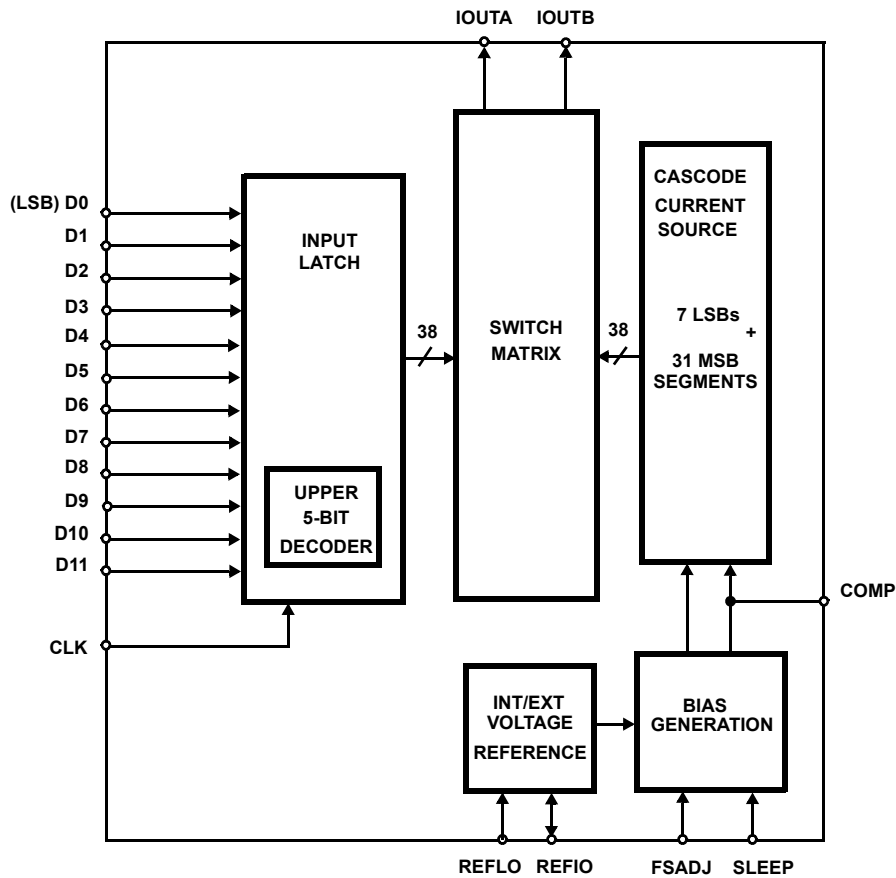 IOUTA IOUTB
(LSB) D0
D1
D2
D3
D4
D5
D6
D7
D8
D9
D10
D11
CLK
INPUT
LATCH
UPPER
5-BIT
DECODER
38
SWITCH
MATRIX
38
CASCODE
CURRENT
SOURCE
7 LSBs
+
31 MSB
SEGMENTS
COMP
INT/EXT
VOLTAGE
REFERENCE
BIAS
GENERATION
REFLO REFIO FSADJ SLEEP